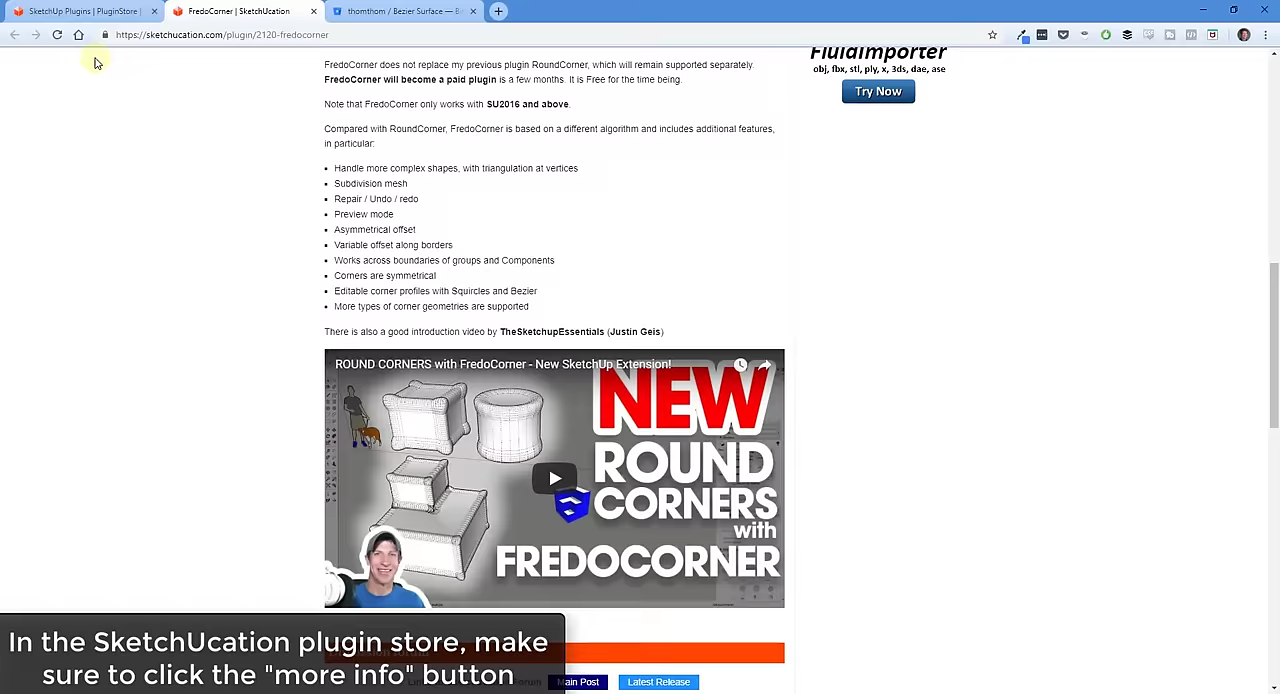 SketchUp Plugins | PluginStore |
FredoCorner | SketchUcation
thomthom / Bezier Surface — B
https://sketchucation.com/plugin/2120-fredocorner
FluidImporter
obj, fbx, stl, ply, x, 3ds, dae, ase
Try Now
FredoCorner does not replace my previous plugin RoundCorner, which will remain supported separately.
FredoCorner will become a paid plugin is a few months. It is Free for the time being.
Note that FredoCorner only works with SU2016 and above.
Compared with RoundCorner, FredoCorner is based on a different algorithm and includes additional features,
in particular:
• Handle more complex shapes, with triangulation at vertices
• Subdivision mesh
• Repair / Undo / redo
• Preview mode
• Asymmetrical offset
• Variable offset along borders
• Works across boundaries of groups and Components
• Corners are symmetrical
• Editable corner profiles with Squircles and Bezier
• More types of corner geometries are supported
There is also a good introduction video by TheSketchupEssentials (Justin Geis)
ROUND CORNERS with FredoCorner - New SketchUp Extension!
NEW
ROUND
CORNERS
with
FREDOCORNER
In the SketchUcation plugin store, make
sure to click the "more info" button
Main Post
Latest Release